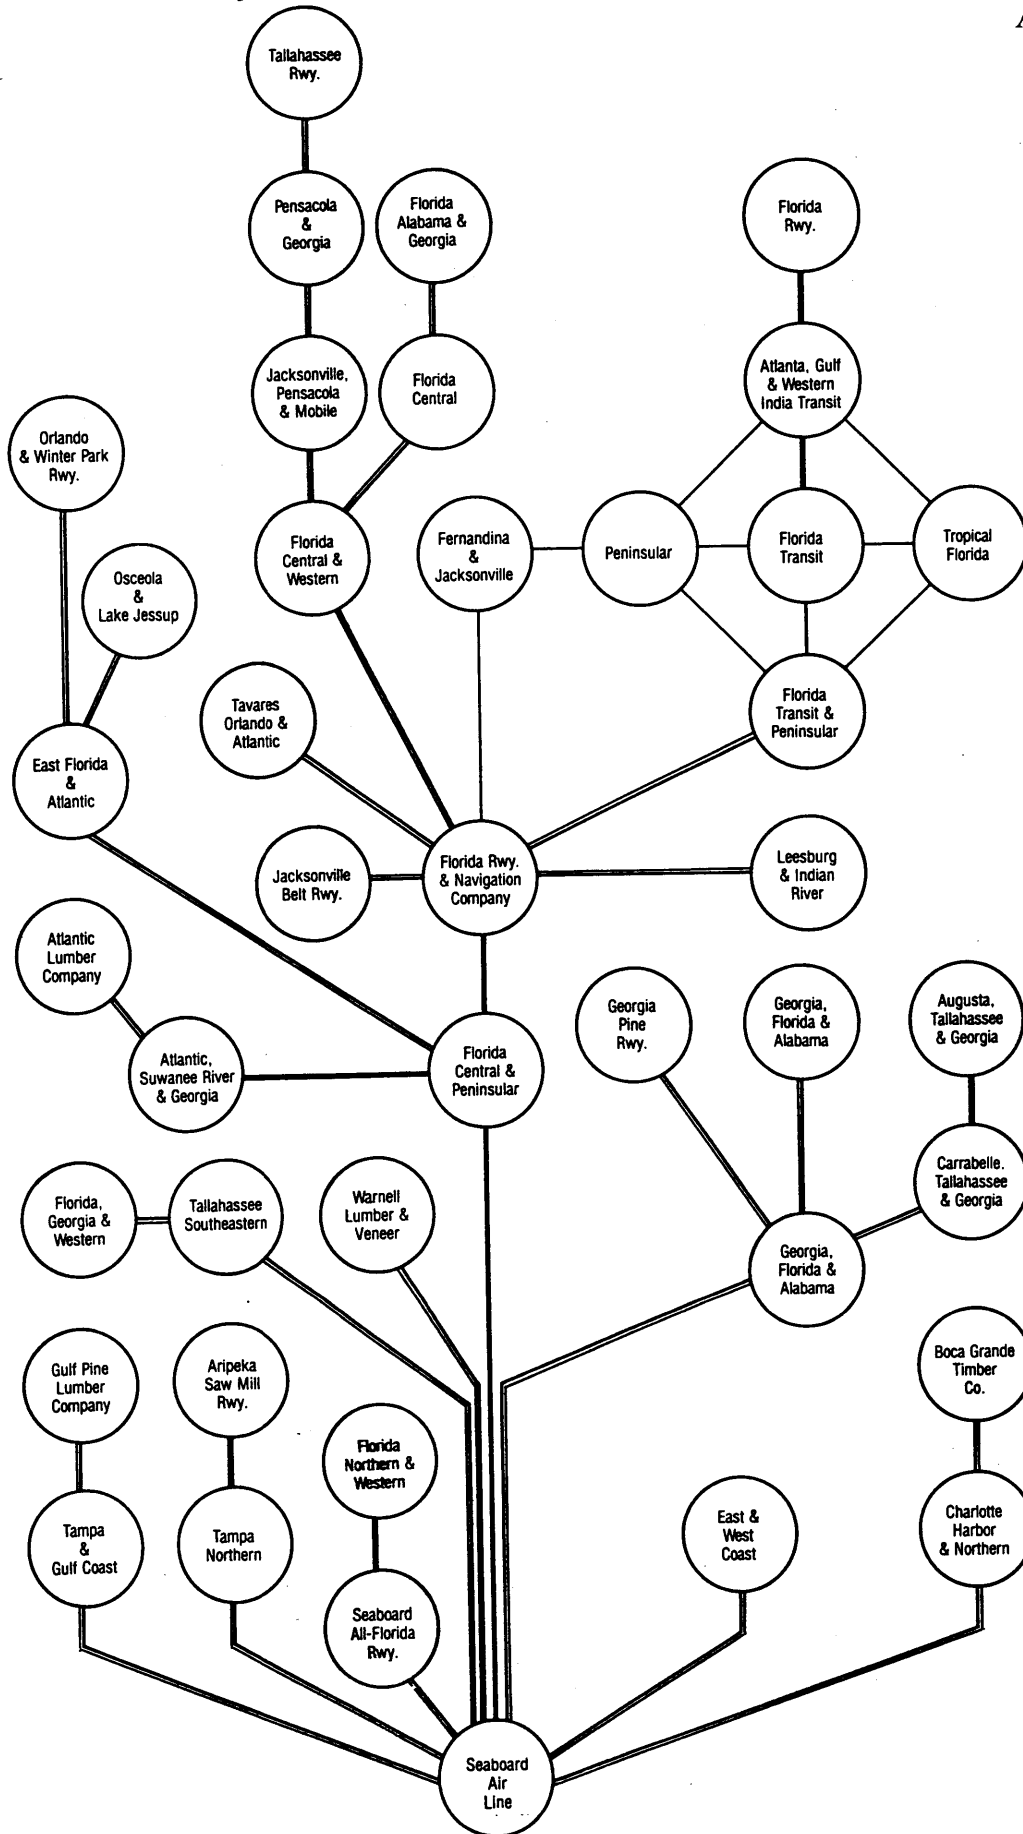 Tallahassee
Rwy.
Pensacola
&
Georgia
Florida
Alabama &
Georgia
Florida
Rwy.
Jacksonville,
Pensacola
& Mobile
Florida
Central
Atlanta, Gulf
& Western
India Transit
Orlando
& Winter Park
Rwy.
Florida
Central &
Western
Fernandina
&
Jacksonville
Peninsular
Florida
Transit
Tropical
Florida
Osceola
&
Lake Jessup
Tavares
Orlando &
Atlantic
Florida
Transit &
Peninsular
East Florida
&
Atlantic
Jacksonville
Belt Rwy.
Florida Rwy.
& Navigation
Company
Leesburg
& Indian
River
Atlantic
Lumber
Company
Georgia
Pine
Rwy.
Georgia,
Florida &
Alabama
Augusta,
Tallahassee
& Georgia
Atlantic,
Suwanee River
& Georgia
Florida
Central &
Peninsular
Florida,
Georgia &
Western
Tallahassee
Southeastern
Warnell
Lumber &
Veneer
Carrabelle.
Tallahassee
& Georgia
Georgia,
Florida &
Alabama
Gulf Pine
Lumber
Company
Aripeka
Saw Mill
Rwy.
Boca Grande
Timber
Co.
Florida
Northern &
Western
Tampa
&
Gulf Coast
Tampa
Northern
East &
West
Coast
Charlotte
Harbor
& Northern
Seaboard
All-Florida
Rwy.
Seaboard
Air
Line